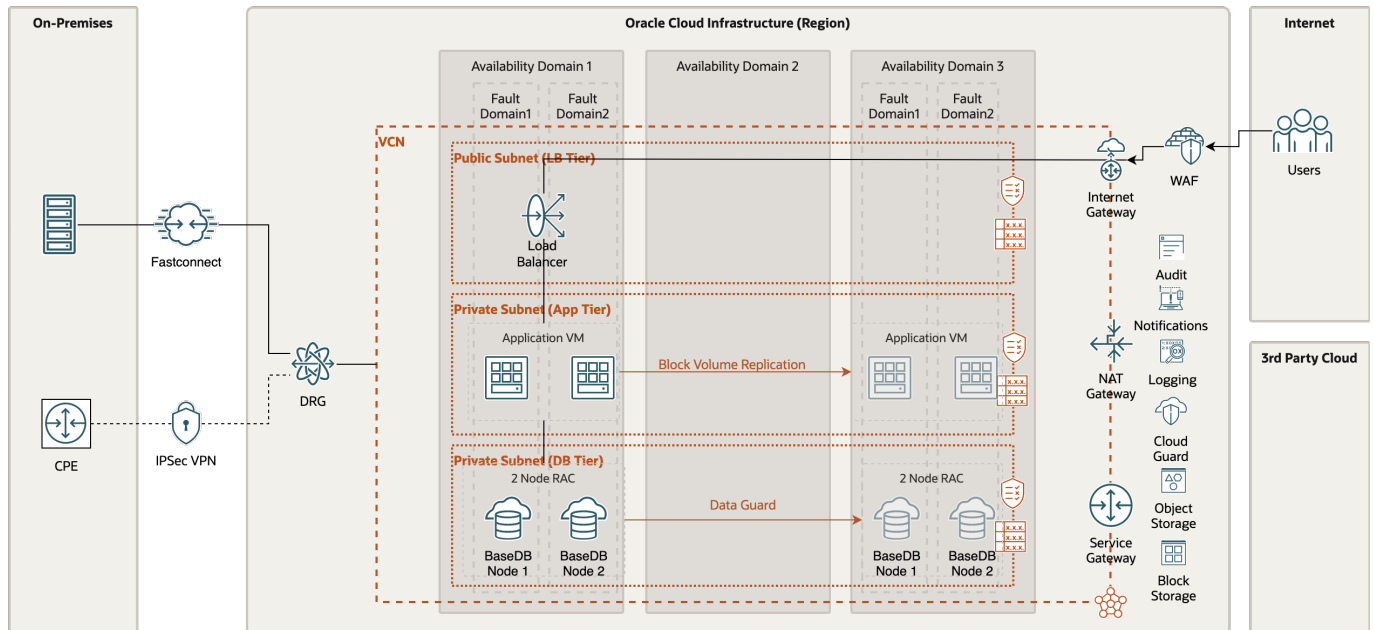 On-Premises
Oracle Cloud Infrastructure (Region)
Internet
Availability Domain 1
Availability Domain 2
Availability Domain 3
Fault
Domain1
Fault
Domain2
Fault
Domain1
Fault
Domain2
VCN
Public Subnet (LB Tier)
Load
Balancer
Internet
Gateway
WAF
Users
Fastconnect
Audit
Notifications
Private Subnet (App Tier)
Application VM
Block Volume Replication
Application VM
NAT
Gateway
Logging
3rd Party Cloud
DRG
CPE
IPSec VPN
Cloud
Guard
Private Subnet (DB Tier)
2 Node RAC
Data Guard
2 Node RAC
BaseDB
Node 1
BaseDB
Node 2
BaseDB
Node 1
BaseDB
Node 2
Service
Gateway
Object
Storage
Block
Storage